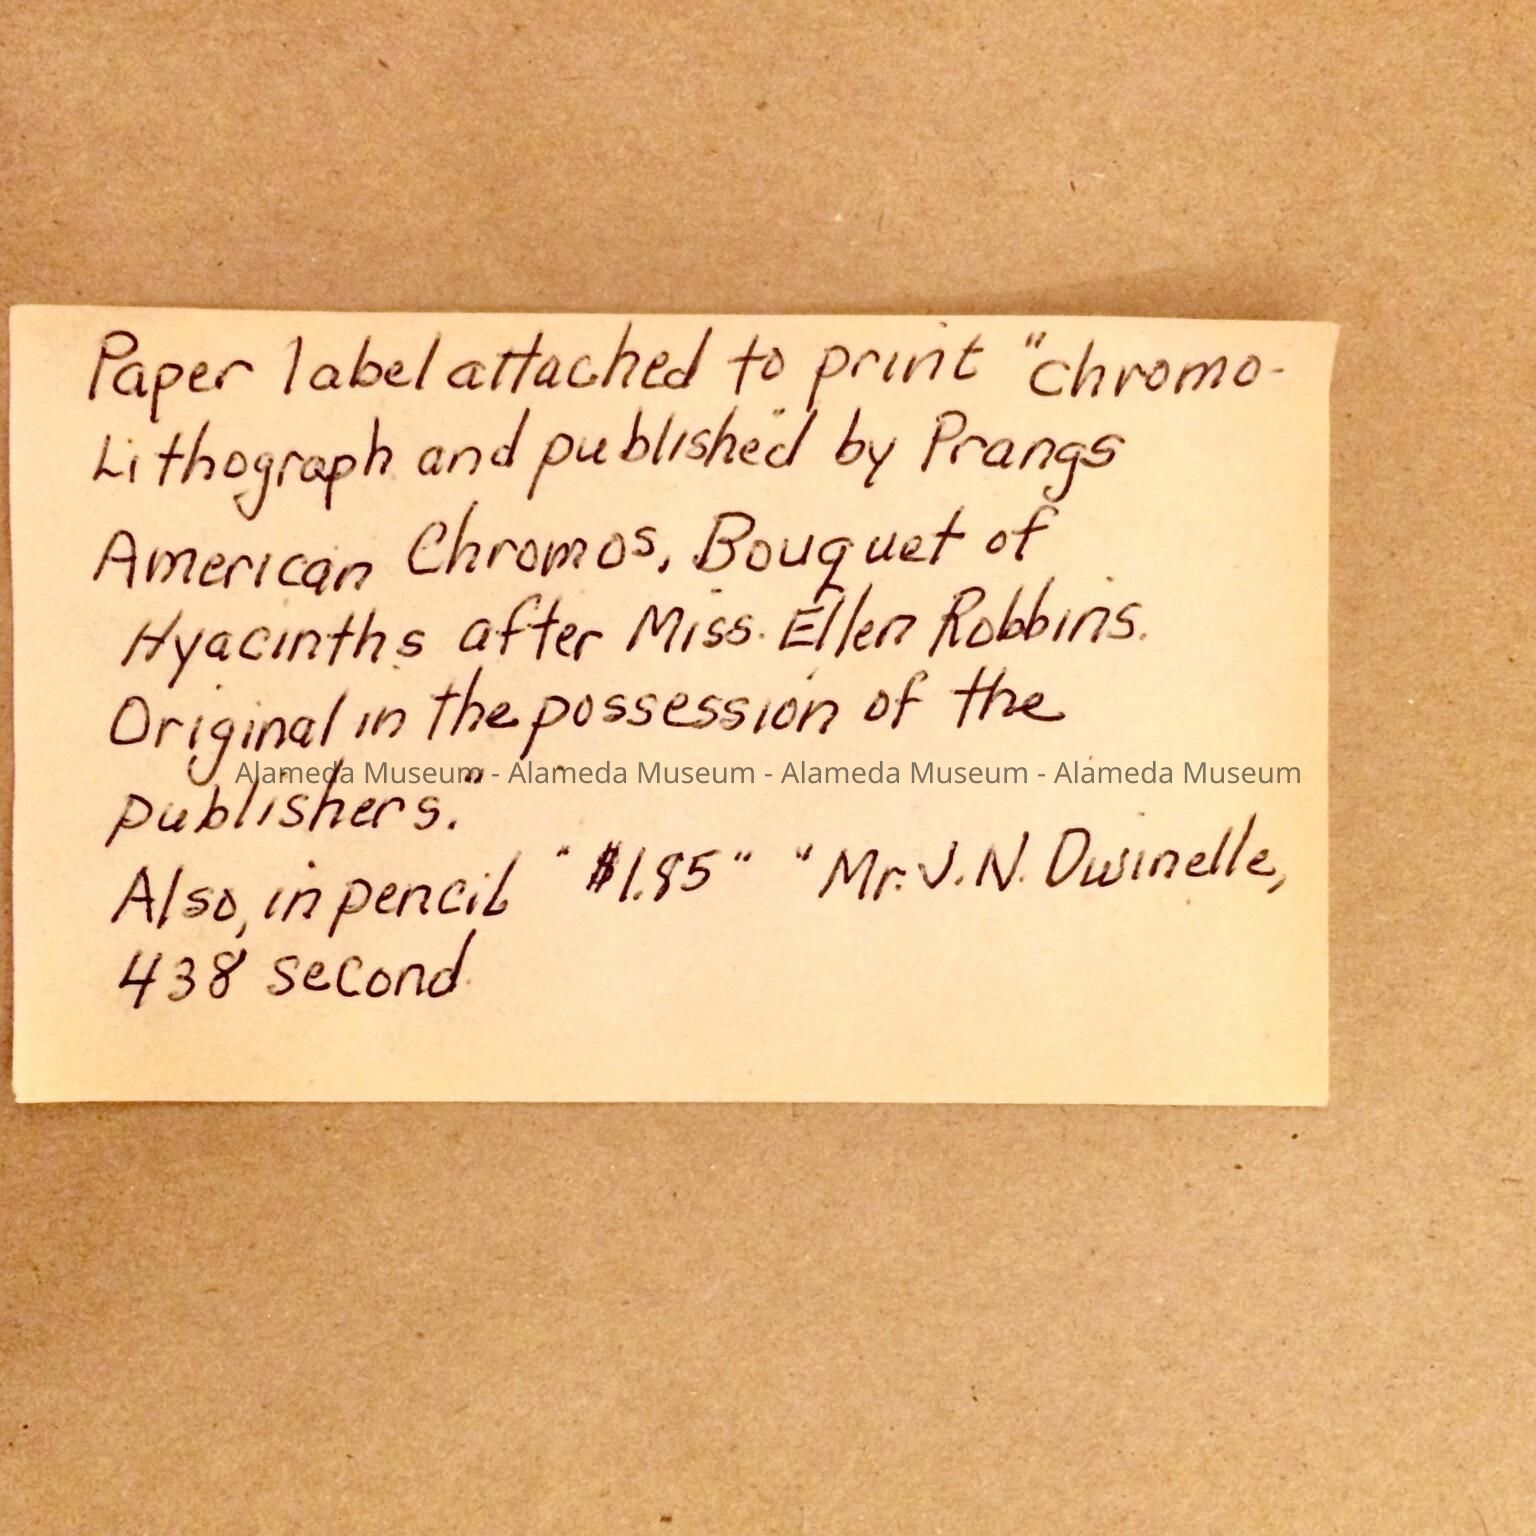 Paper label attached to print "chromo-
Lithograph and published by Prangs
American Chromos, Bouquet of
Hyacinths after Miss. Ellen Robbins.
Original in the possession of the
Alameda Museum - Alameda Museum - Alameda Museum - Alameda Museum
publishers."
Also, in pencil "$1.85" "Mr. J. N. Dwinelle,
438 second